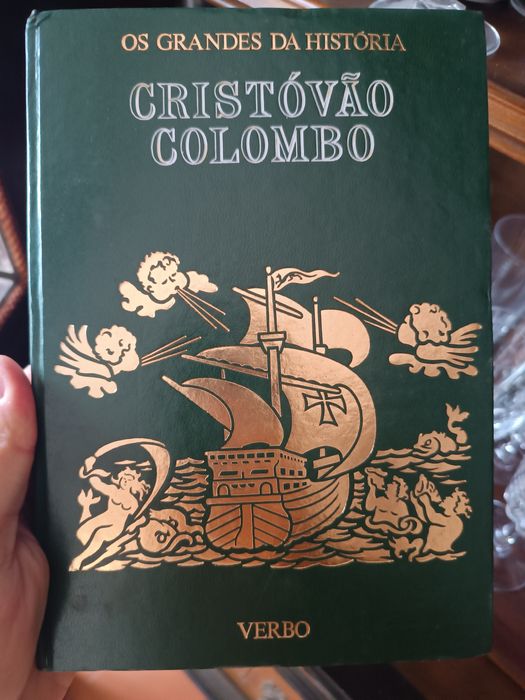 OS GRANDES DA HISTÓRIA
CRISTÓVÃO
COLOMBO
VERBO